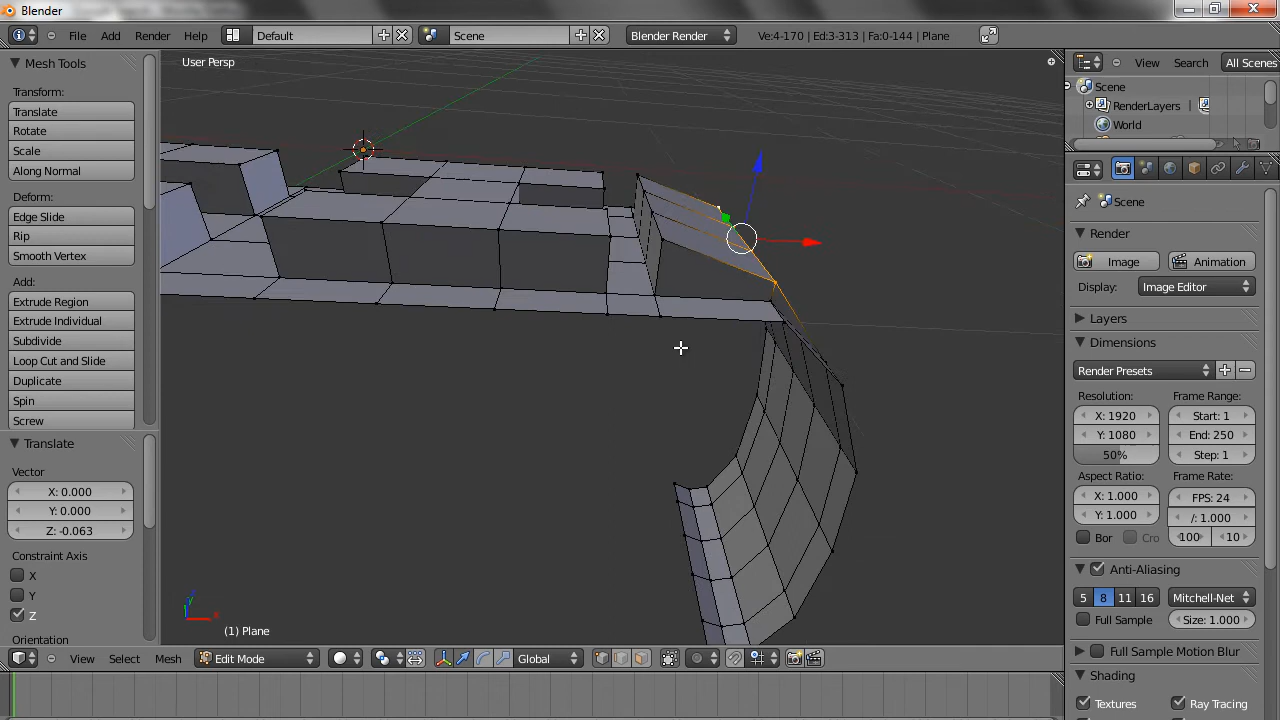 Blender
File Add Render Help Default Scene Blender Render Ve:4-170 | Ed:3-313 | Fa:0-144 | Plane
Mesh Tools
Transform:
Translate
Rotate
Scale
Along Normal
Deform:
Edge Slide
Rip
Smooth Vertex
Add:
Extrude Region
Extrude Individual
Subdivide
Loop Cut and Slide
Duplicate
Spin
Screw
Translate
Vector
X: 0.000
Y: 0.000
Z: -0.063
Constraint Axis
X
Y
Z
Orientation
User Persp
(1) Plane
View Select Mesh Edit Mode Global
View Search All Scenes
Scene
RenderLayers
World
Scene
Render
Image Animation
Display: Image Editor
Layers
Dimensions
Render Presets
Resolution: Frame Range:
X: 1920 Start: 1
Y: 1080 End: 250
50% Step: 1
Aspect Ratio: Frame Rate:
X: 1.000 FPS: 24
Y: 1.000 /: 1.000
Bor Cro 100 10
Anti-Aliasing
5 8 11 16 Mitchell-Net
Full Sample Size: 1.000
Full Sample Motion Blur
Shading
Textures Ray Tracing